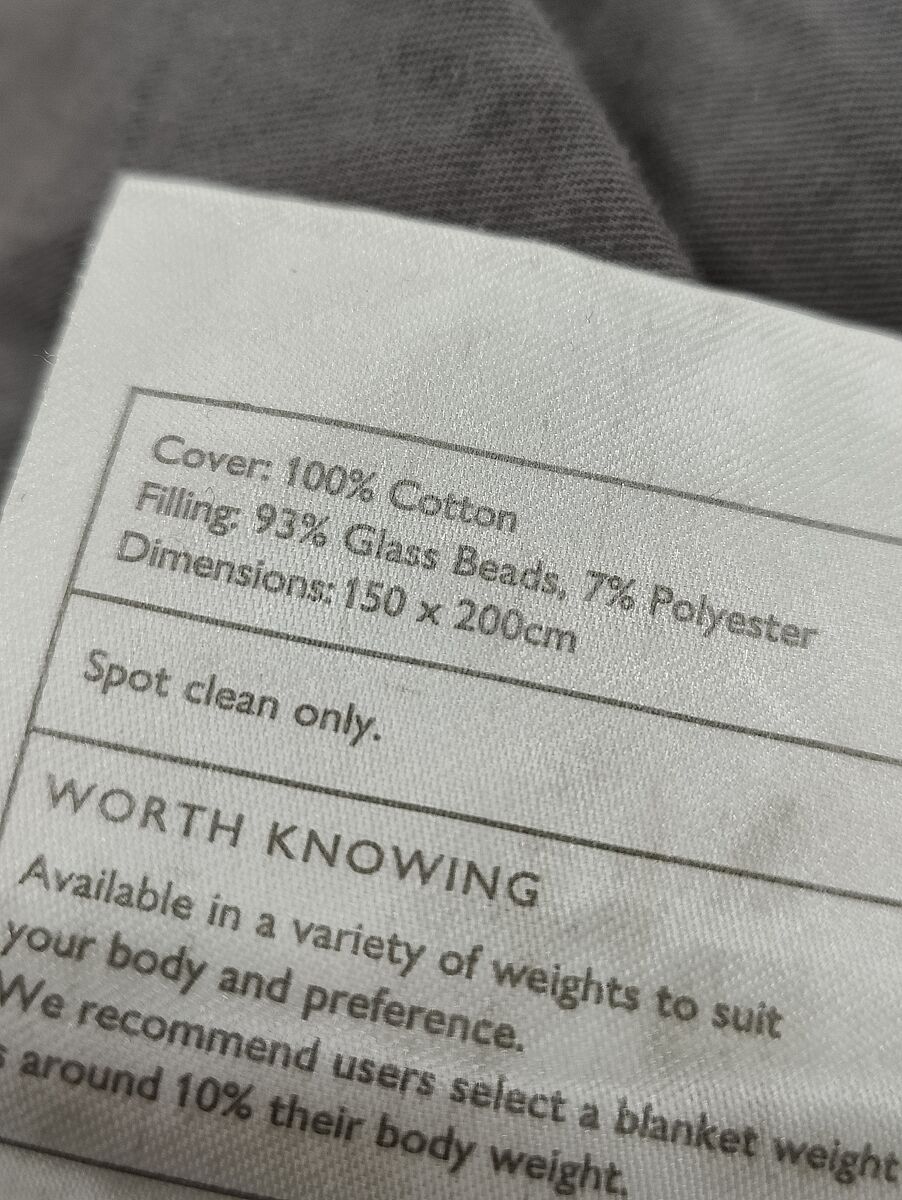 Cover: 100% Cotton
Filling: 93% Glass Beads, 7% Polyester
Dimensions: 150 x 200cm
Spot clean only.
WORTH KNOWING
Available in a variety of weights to suit
your body and preference.
We recommend users select a blanket weight
around 10% their body weight.